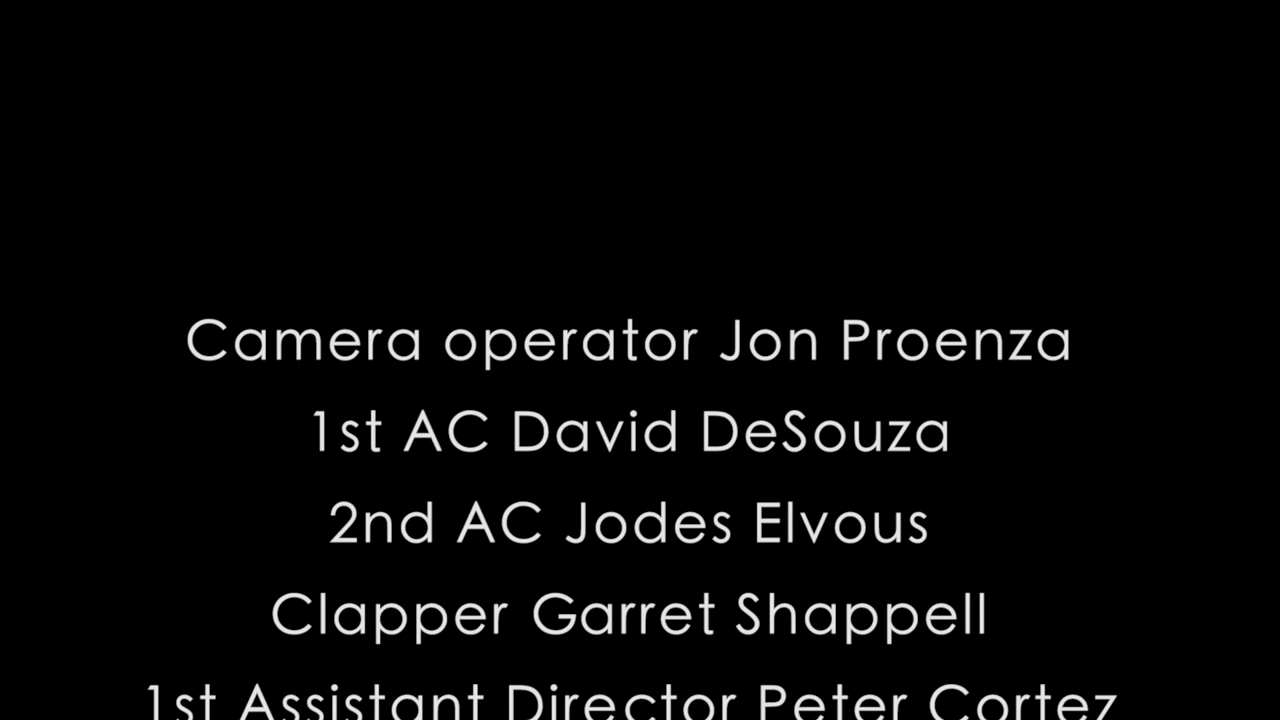 Camera operator Jon Proenza
1st AC David DeSouza
2nd AC Jodes Elvous
Clapper Garret Shappell
1st Assistant Director Peter Cortez